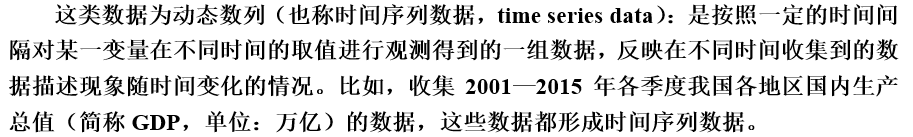 这类数据为动态数列（也称时间序列数据，time series data）：是按照一定的时间间
隔对某一变量在不同时间的取值进行观测得到的一组数据，反映在不同时间收集到的数
据描述现象随时间变化的情况。比如，收集 2001—2015 年各季度我国各地区国内生产
总值（简称 GDP，单位：万亿）的数据，这些数据都形成时间序列数据。